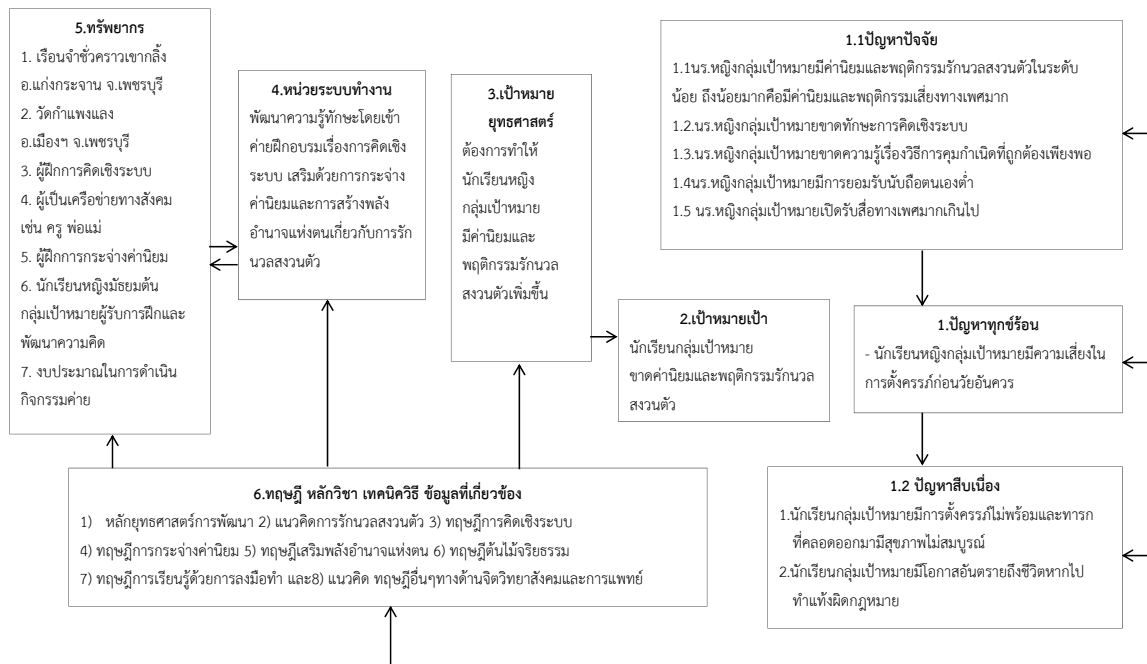 5.ทรัพยากร
1. เรือนจำชั่วคราวเขากลิ้ง
อ.แก่งกระจาน จ.เพชรบุรี
2. วัดกำแพงแลง
อ.เมืองฯ จ.เพชรบุรี
3. ผู้ฝึกการคิดเชิงระบบ
4. ผู้เป็นเครือข่ายทางสังคม
เช่น ครู พ่อแม่
5. ผู้ฝึกการกระจ่างค่านิยม
6. นักเรียนหญิงมัธยมต้น
กลุ่มเป้าหมายผู้รับการฝึกและ
พัฒนาความคิด
7. งบประมาณในการดำเนิน
กิจกรรมค่าย
4.หน่วยระบบทำงาน
พัฒนาความรู้ทักษะโดยเข้า
ค่ายฝึกอบรมเรื่องการคิดเชิง
ระบบ เสริมด้วยการกระจ่าง
ค่านิยมและการสร้างพลัง
อำนาจแห่งตนเกี่ยวกับการรัก
นวลสงวนตัว
3.เป้าหมาย
ยุทธศาสตร์
ต้องการทำให้
นักเรียนหญิง
กลุ่มเป้าหมาย
มีค่านิยมและ
พฤติกรรมรักนวล
สงวนตัวเพิ่มขึ้น
2.เป้าหมายเป้า
นักเรียนกลุ่มเป้าหมาย
ขาดค่านิยมและพฤติกรรมรักนวล
สงวนตัว
1.1ปัญหาปัจจัย
1.1นร.หญิงกลุ่มเป้าหมายมีค่านิยมและพฤติกรรมรักนวลสงวนตัวในระดับ
น้อย ถึงน้อยมากคือมีค่านิยมและพฤติกรรมเสี่ยงทางเพศมาก
1.2.นร.หญิงกลุ่มเป้าหมายขาดทักษะการคิดเชิงระบบ
1.3.นร.หญิงกลุ่มเป้าหมายขาดความรู้เรื่องวิธีการคุมกำเนิดที่ถูกต้องเพียงพอ
1.4นร.หญิงกลุ่มเป้าหมายมีการยอมรับนับถือตนเองต่ำ
1.5 นร.หญิงกลุ่มเป้าหมายเปิดรับสื่อทางเพศมากเกินไป
1.ปัญหาทุกข์ร้อน
- นักเรียนหญิงกลุ่มเป้าหมายมีความเสี่ยงใน
การตั้งครรภ์ก่อนวัยอันควร
1.2 ปัญหาสืบเนื่อง
1.นักเรียนกลุ่มเป้าหมายมีการตั้งครรภ์ไม่พร้อมและทารก
ที่คลอดออกมามีสุขภาพไม่สมบูรณ์
2.นักเรียนกลุ่มเป้าหมายมีโอกาสอันตรายถึงชีวิตหากไป
ทำแท้งผิดกฎหมาย
6.ทฤษฎี หลักวิชา เทคนิควิธี ข้อมูลที่เกี่ยวข้อง
1) หลักยุทธศาสตร์การพัฒนา 2) แนวคิดการรักนวลสงวนตัว 3) ทฤษฎีการคิดเชิงระบบ
4) ทฤษฎีการกระจ่างค่านิยม 5) ทฤษฎีเสริมพลังอำนาจแห่งตน 6) ทฤษฎีต้นไม้จริยธรรม
7) ทฤษฎีการเรียนรู้ด้วยการลงมือทำ และ8) แนวคิด ทฤษฎีอื่นๆทางด้านจิตวิทยาสังคมและการแพทย์